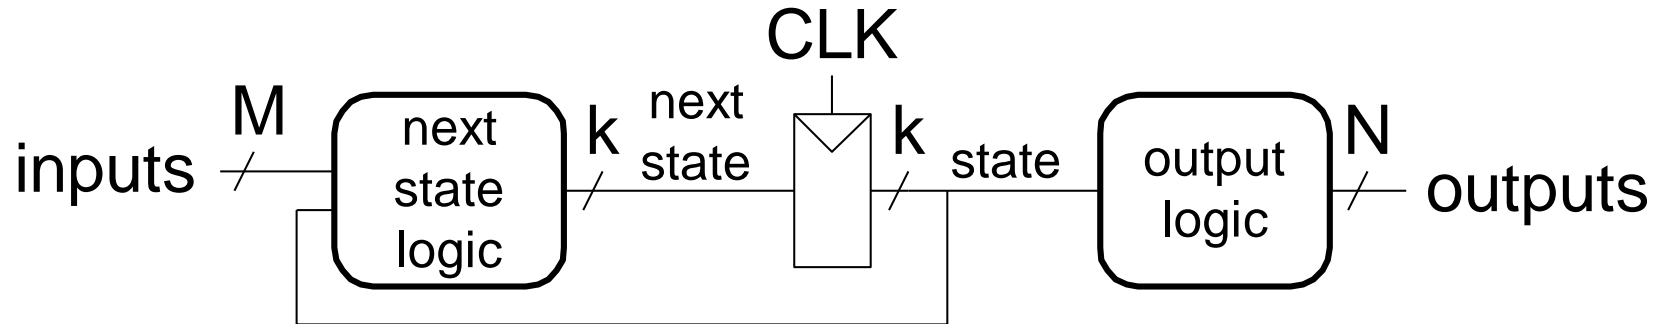 CLK
inputs
M
next
state
logic
k
next
state
k
state
output
logic
N
outputs